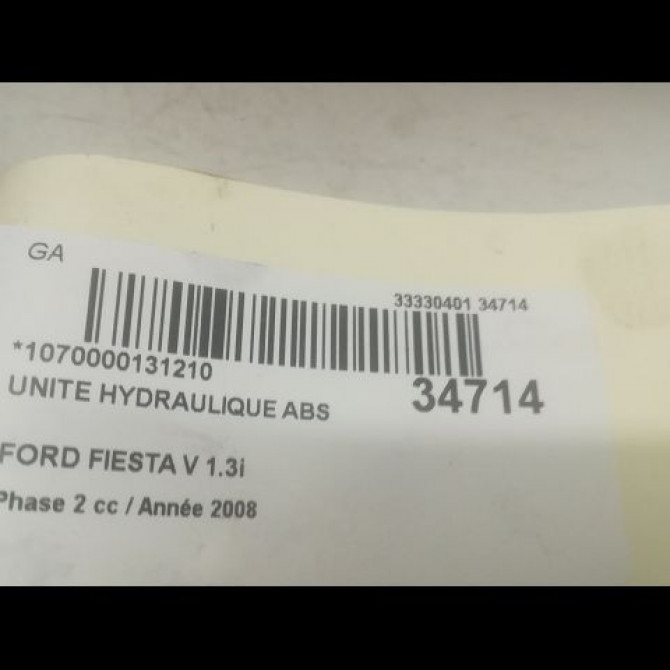 GA
33330401 34714
*1070000131210
34714
UNITE HYDRAULIQUE ABS
FORD FIESTA V 1.3i
Phase 2 cc / Année 2008